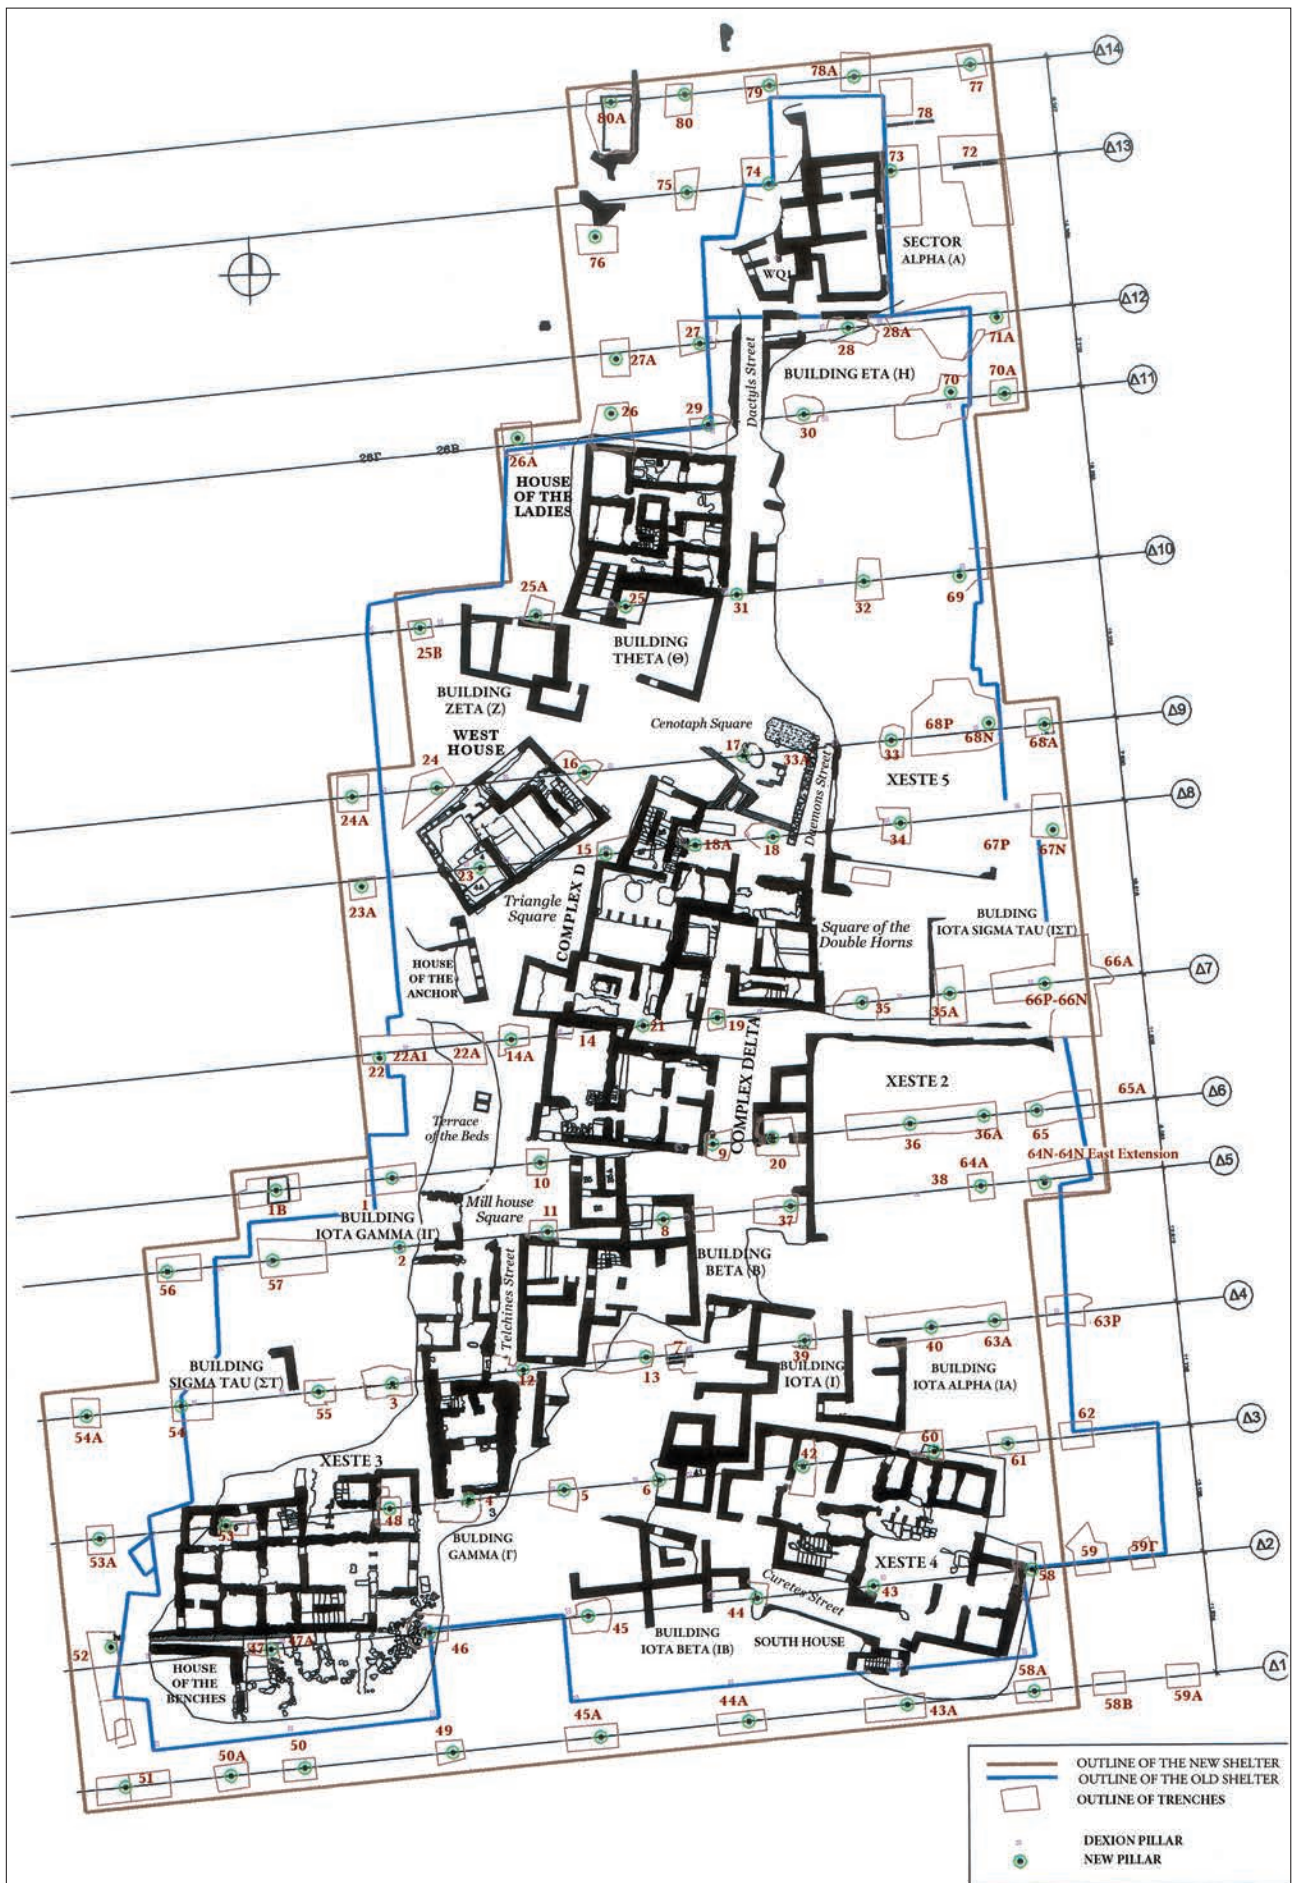 Δ14
77
78A
79
80
80A
78
Δ13
72
73
74
75
SECTOR
ALPHA (A)
76
WQ1
Δ12
27
28
28A
71A
27A
Dactyls Street
BUILDING ETA (H)
70
70A
Δ11
26
29
30
26A
26B
26Γ
HOUSE
OF THE
LADIES
Δ10
25A
25
31
32
69
25B
BUILDING
THETA (Θ)
BUILDING
ZETA (Z)
Cenotaph Square
68P
68N
68A
Δ9
WEST
HOUSE
17
33A
33
24
16
Daemons Street
XESTE 5
24A
Δ8
15
18A
18
34
67P
67N
23
23A
Triangle
Square
COMPLEX D
Square of the
Double Horns
BULDING
IOTA SIGMA TAU (ΙΣΤ)
HOUSE
OF THE
ANCHOR
66A
Δ7
66P-66N
35
35A
19
21
14
14A
22A1
22A
22
COMPLEX DELTA
XESTE 2
65A
Δ6
Terrace
of the Beds
36
36A
65
9
20
64N-64N East Extension
Δ5
64A
38
10
1
1B
Mill house
Square
BUILDING
IOTA GAMMA (ΙΓ)
11
8
37
2
57
56
BUILDING
BETA (B)
Telchines Street
Δ4
63P
40
63A
39
7
13
12
BUILDING
IOTA (I)
BUILDING
IOTA ALPHA (IA)
BUILDING
SIGMA TAU (ΣΤ)
3
55
54
54A
Δ3
62
60
61
42
41
XESTE 3
6
5
4
3
48
53
53A
BULDING
GAMMA (Γ)
XESTE 4
Δ2
59
59Γ
58
43
44
45
Curetes Street
46
47
47A
52
BUILDING
IOTA BETA (IB)
SOUTH HOUSE
HOUSE
OF THE
BENCHES
Δ1
58A
58B
59A
43A
44A
45A
49
50
50A
51
OUTLINE OF THE NEW SHELTER
OUTLINE OF THE OLD SHELTER
OUTLINE OF TRENCHES
DEXION PILLAR
NEW PILLAR